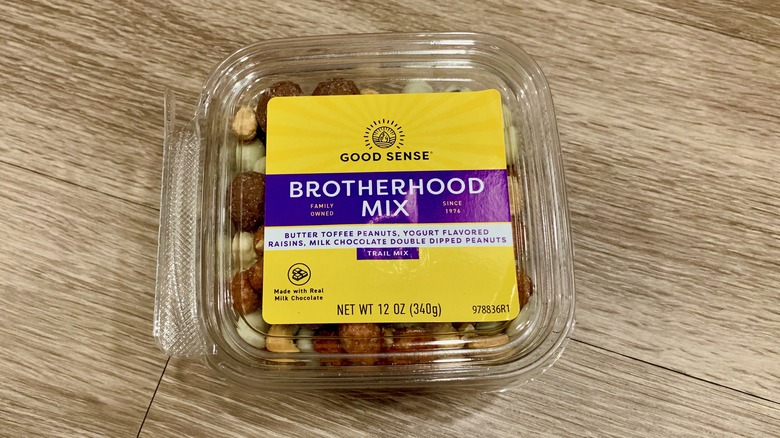 GOOD SENSE®
BROTHERHOOD
FAMILY OWNED
MIX
SINCE 1976
BUTTER TOFFEE PEANUTS, YOGURT FLAVORED
RAISINS, MILK CHOCOLATE DOUBLE DIPPED PEANUTS
TRAIL MIX
Made with Real
Milk Chocolate
NET WT 12 OZ (340g)
978836R1